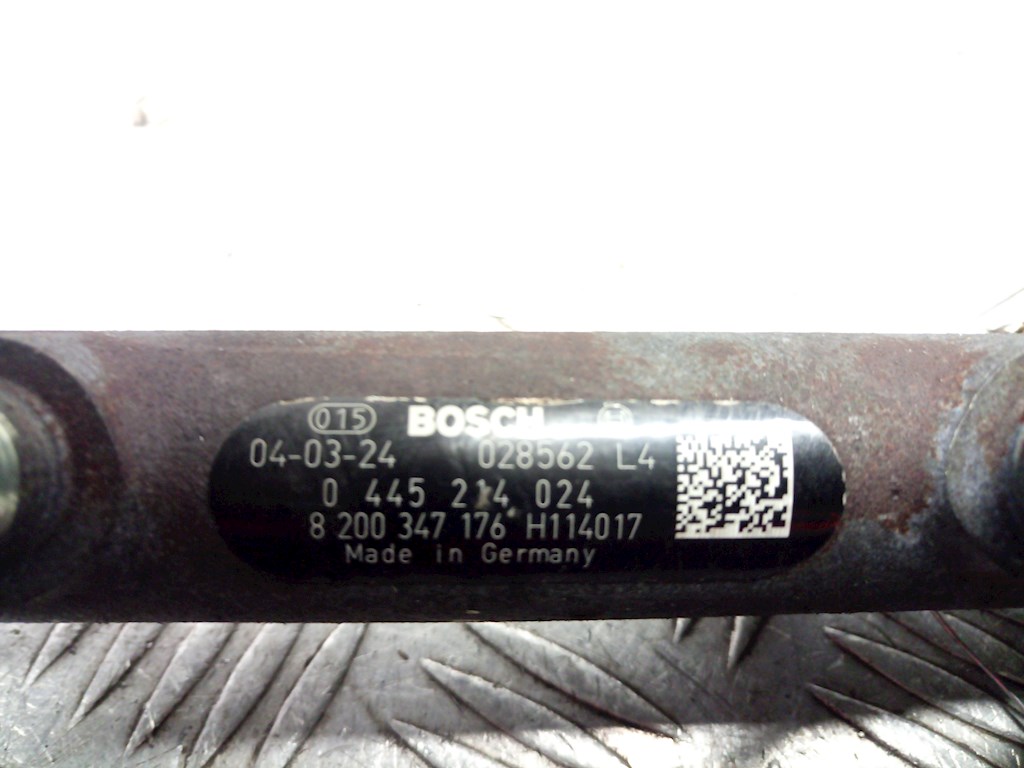 015 BOSCH
04-03-24 028562 L4
0 445 214 024
8 200 347 176 H114017
Made in Germany